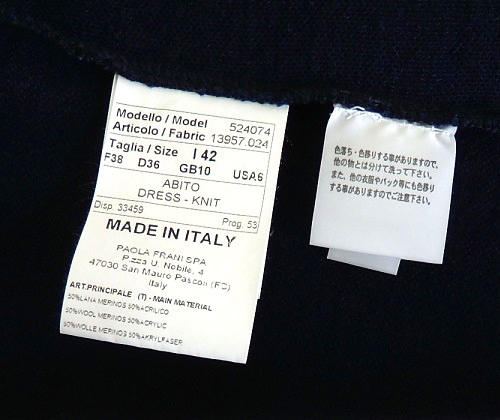 Modello / Model 524074
Articolo / Fabric 13957.024
Taglia / Size I 42
F38 D36 GB10 USA6
ABITO
DRESS - KNIT
Disp. 33459 Prog. 53
MADE IN ITALY
PAOLA FRANI SPA
P.zza U. Nobile, 4
47030 San Mauro Pascoli (FC)
Italy
ART.PRINCIPALE (T) - MAIN MATERIAL
50%LANA MERINOS 50%ACRILICO
50%WOOL MERINOS 50%ACRYLIC
50%WOLLE MERINOS 50%AKRYLFASER
色落ち・色移りする事がありますので、
他の物とは分けて洗って下さい。
また、他の衣服やバック等にも色移り
する事がありますのでご注意下さい。